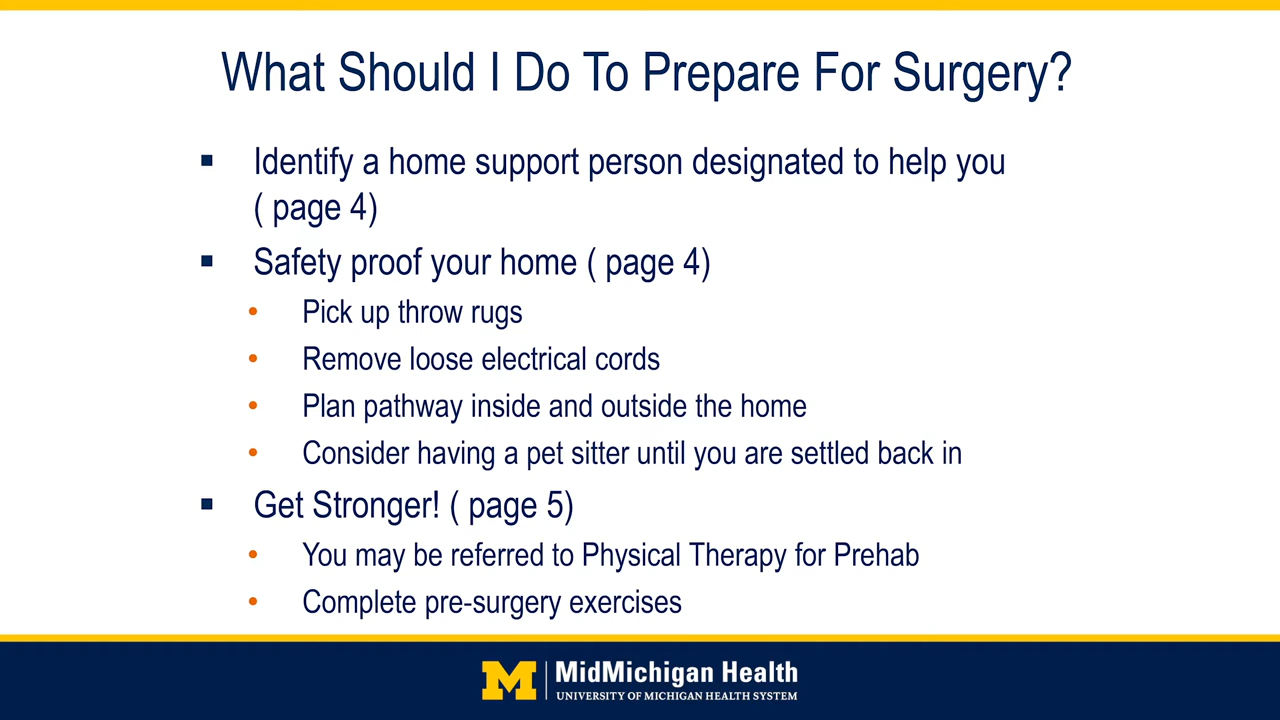 What Should I Do To Prepare For Surgery?
▪ Identify a home support person designated to help you
( page 4)
▪ Safety proof your home ( page 4)
• Pick up throw rugs
• Remove loose electrical cords
• Plan pathway inside and outside the home
• Consider having a pet sitter until you are settled back in
▪ Get Stronger! ( page 5)
• You may be referred to Physical Therapy for Prehab
• Complete pre-surgery exercises
M MidMichigan Health
UNIVERSITY OF MICHIGAN HEALTH SYSTEM